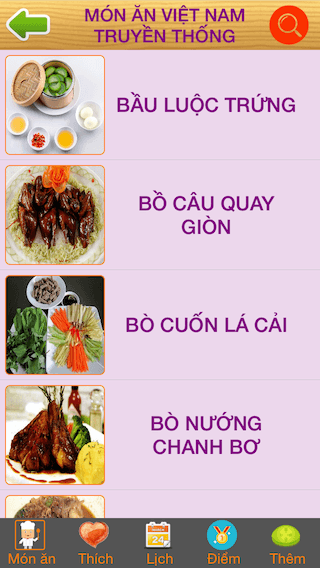 MÓN ĂN VIỆT NAM
TRUYỀN THỐNG
BẦU LUỘC TRỨNG
BỒ CÂU QUAY
GIÒN
BÒ CUỐN LÁ CẢI
BÒ NƯỚNG
CHANH BƠ
24
Món ăn Thích Lịch Điểm Thêm